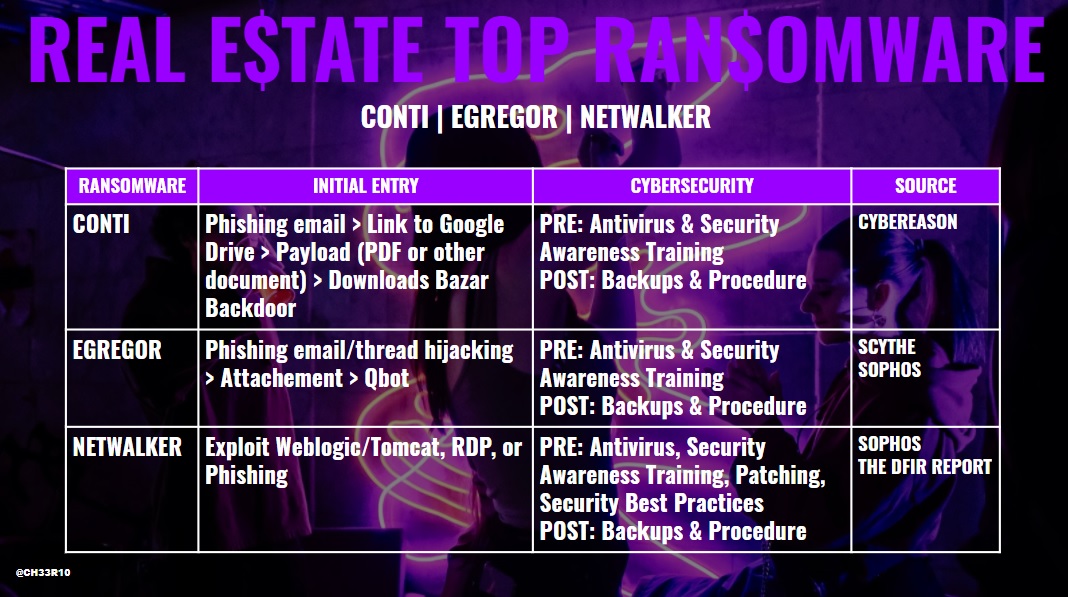 REAL E$TATE TOP RAN$OMWARE
CONTI | EGREGOR | NETWALKER
RANSOMWARE
INITIAL ENTRY
CYBERSECURITY
SOURCE
CONTI
Phishing email > Link to Google
Drive > Payload (PDF or other
document) > Downloads Bazar
Backdoor
PRE: Antivirus & Security
Awareness Training
POST: Backups & Procedure
CYBEREASON
EGREGOR
Phishing email/thread hijacking
> Attachement > Qbot
PRE: Antivirus & Security
Awareness Training
POST: Backups & Procedure
SCYTHE
SOPHOS
NETWALKER
Exploit Weblogic/Tomcat, RDP, or
Phishing
PRE: Antivirus, Security
Awareness Training, Patching,
Security Best Practices
POST: Backups & Procedure
SOPHOS
THE DFIR REPORT
@CH33R10